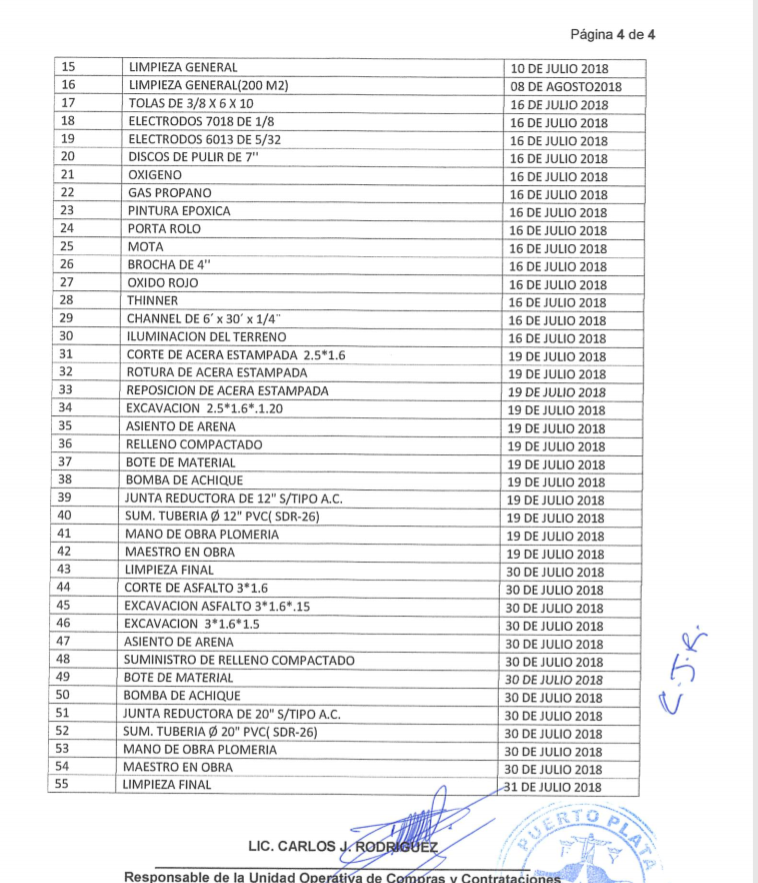 Página 4 de 4
15 LIMPIEZA GENERAL 10 DE JULIO 2018
16 LIMPIEZA GENERAL(200 M2) 08 DE AGOSTO2018
17 TOLAS DE 3/8 X 6 X 10 16 DE JULIO 2018
18 ELECTRODOS 7018 DE 1/8 16 DE JULIO 2018
19 ELECTRODOS 6013 DE 5/32 16 DE JULIO 2018
20 DISCOS DE PULIR DE 7'' 16 DE JULIO 2018
21 OXIGENO 16 DE JULIO 2018
22 GAS PROPANO 16 DE JULIO 2018
23 PINTURA EPOXICA 16 DE JULIO 2018
24 PORTA ROLO 16 DE JULIO 2018
25 MOTA 16 DE JULIO 2018
26 BROCHA DE 4'' 16 DE JULIO 2018
27 OXIDO ROJO 16 DE JULIO 2018
28 THINNER 16 DE JULIO 2018
29 CHANNEL DE 6´ x 30´ x 1/4¨ 16 DE JULIO 2018
30 ILUMINACION DEL TERRENO 16 DE JULIO 2018
31 CORTE DE ACERA ESTAMPADA 2.5*1.6 19 DE JULIO 2018
32 ROTURA DE ACERA ESTAMPADA 19 DE JULIO 2018
33 REPOSICION DE ACERA ESTAMPADA 19 DE JULIO 2018
34 EXCAVACION 2.5*1.6*.1.20 19 DE JULIO 2018
35 ASIENTO DE ARENA 19 DE JULIO 2018
36 RELLENO COMPACTADO 19 DE JULIO 2018
37 BOTE DE MATERIAL 19 DE JULIO 2018
38 BOMBA DE ACHIQUE 19 DE JULIO 2018
39 JUNTA REDUCTORA DE 12" S/TIPO A.C. 19 DE JULIO 2018
40 SUM. TUBERIA Ø 12" PVC( SDR-26) 19 DE JULIO 2018
41 MANO DE OBRA PLOMERIA 19 DE JULIO 2018
42 MAESTRO EN OBRA 19 DE JULIO 2018
43 LIMPIEZA FINAL 30 DE JULIO 2018
44 CORTE DE ASFALTO 3*1.6 30 DE JULIO 2018
45 EXCAVACION ASFALTO 3*1.6*.15 30 DE JULIO 2018
46 EXCAVACION 3*1.6*1.5 30 DE JULIO 2018
47 ASIENTO DE ARENA 30 DE JULIO 2018
48 SUMINISTRO DE RELLENO COMPACTADO 30 DE JULIO 2018
49 BOTE DE MATERIAL 30 DE JULIO 2018
50 BOMBA DE ACHIQUE 30 DE JULIO 2018
51 JUNTA REDUCTORA DE 20" S/TIPO A.C. 30 DE JULIO 2018
52 SUM. TUBERIA Ø 20" PVC( SDR-26) 30 DE JULIO 2018
53 MANO DE OBRA PLOMERIA 30 DE JULIO 2018
54 MAESTRO EN OBRA 30 DE JULIO 2018
55 LIMPIEZA FINAL 31 DE JULIO 2018
C.J.R.
PUERTO PLATA
LIC. CARLOS J. RODRIGUEZ
Responsable de la Unidad Operativa de Compras y Contrataciones